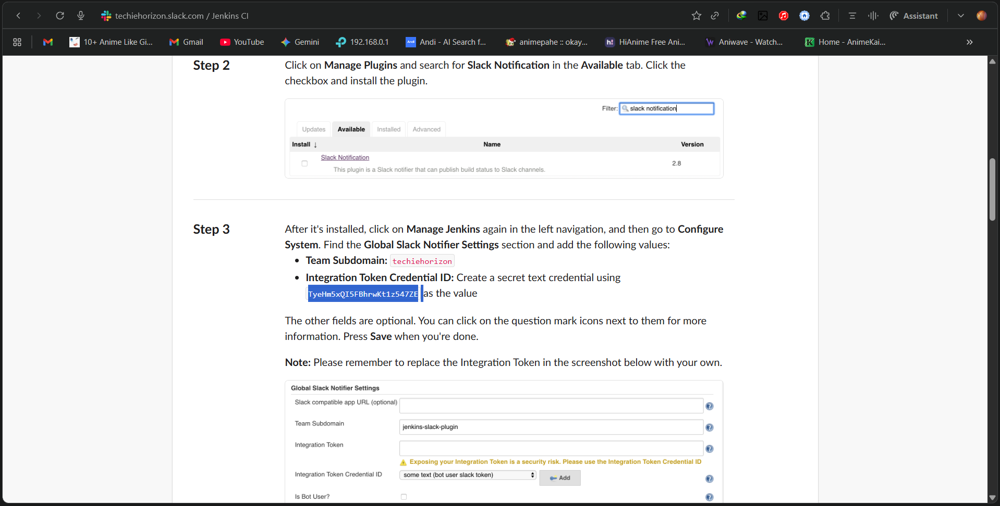 techiehorizon.slack.com / Jenkins CI
Assistant
10+ Anime Like Gi...
Gmail
YouTube
Gemini
192.168.0.1
Andi
Andi - AI Search f...
animepahe :: okay...
h!
HiAnime Free Ani...
Aniwave - Watch...
Home - AnimeKai...
Step 2
Click on Manage Plugins and search for Slack Notification in the Available tab. Click the
checkbox and install the plugin.
Filter: slack notification
Updates Available Installed Advanced
Install ↓ Name Version
Slack Notification
This plugin is a Slack notifier that can publish build status to Slack channels.
2.8
Step 3
After it's installed, click on Manage Jenkins again in the left navigation, and then go to Configure
System. Find the Global Slack Notifier Settings section and add the following values:
• Team Subdomain: techiehorizon
• Integration Token Credential ID: Create a secret text credential using
TyeHm5xQI5FBhrwKt1z547ZE as the value
The other fields are optional. You can click on the question mark icons next to them for more
information. Press Save when you're done.
Note: Please remember to replace the Integration Token in the screenshot below with your own.
Global Slack Notifier Settings
Slack compatible app URL (optional)
Team Subdomain
jenkins-slack-plugin
Integration Token
Exposing your Integration Token is a security risk. Please use the Integration Token Credential ID
Integration Token Credential ID
some text (bot user slack token)
Add
Is Bot User?